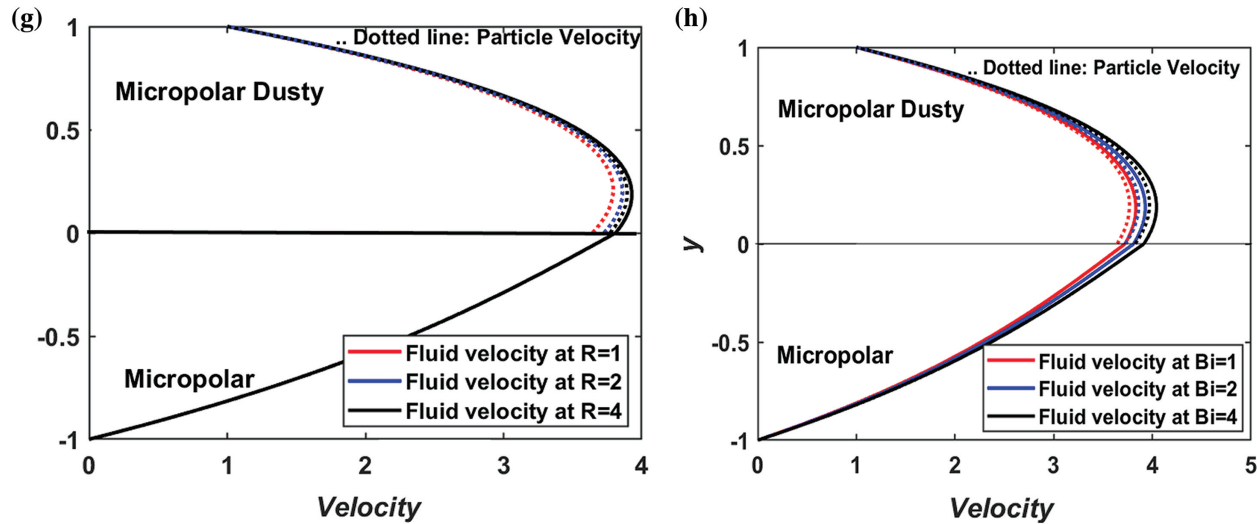 (g)
1
.. Dotted line: Particle Velocity
Micropolar Dusty
0.5
0
-0.5
Fluid velocity at R=1
Fluid velocity at R=2
Micropolar
Fluid velocity at R=4
-1
0 1 2 3 4
Velocity
(h)
1
.. Dotted line: Particle Velocity
Micropolar Dusty
0.5
y
0
-0.5
Micropolar
Fluid velocity at Bi=1
Fluid velocity at Bi=2
Fluid velocity at Bi=4
-1
0 1 2 3 4 5
Velocity